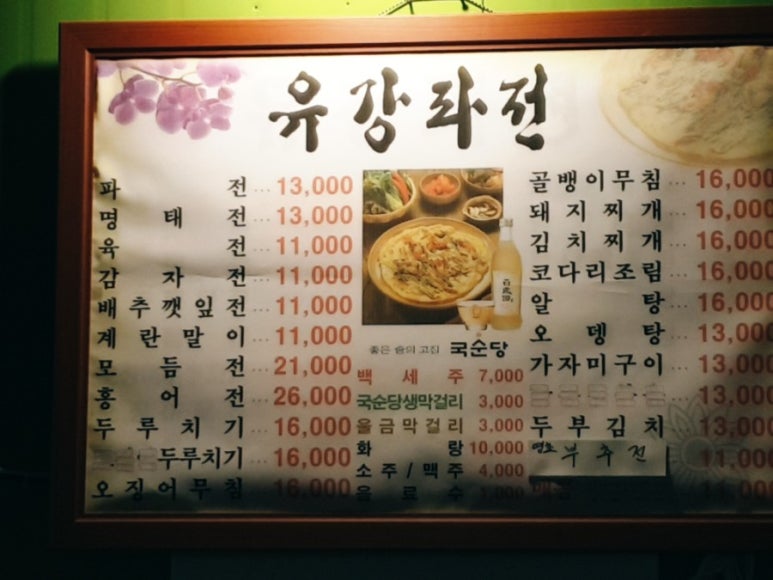 유강파전
파전 ... 13,000
명태전 ... 13,000
육전 ... 11,000
감자전 ... 11,000
배추깻잎전 ... 11,000
계란말이 ... 11,000
모듬전 ... 21,000
홍어전 ... 26,000
두루치기 ... 16,000
두루치기 ... 16,000
오징어무침 ... 16,000
좋은 술의 고집 국순당
백세주 7,000
국순당생막걸리 3,000
울금막걸리 3,000
화랑 10,000
소주/맥주 4,000
음료수 1,000
골뱅이무침 ... 16,000
돼지찌개 ... 16,000
김치찌개 ... 16,000
코다리조림 ... 16,000
알탕 ... 16,000
오뎅탕 ... 13,000
가자미구이 ... 13,000
13,000
두부김치 ... 13,000
부추전 11,000
11,000